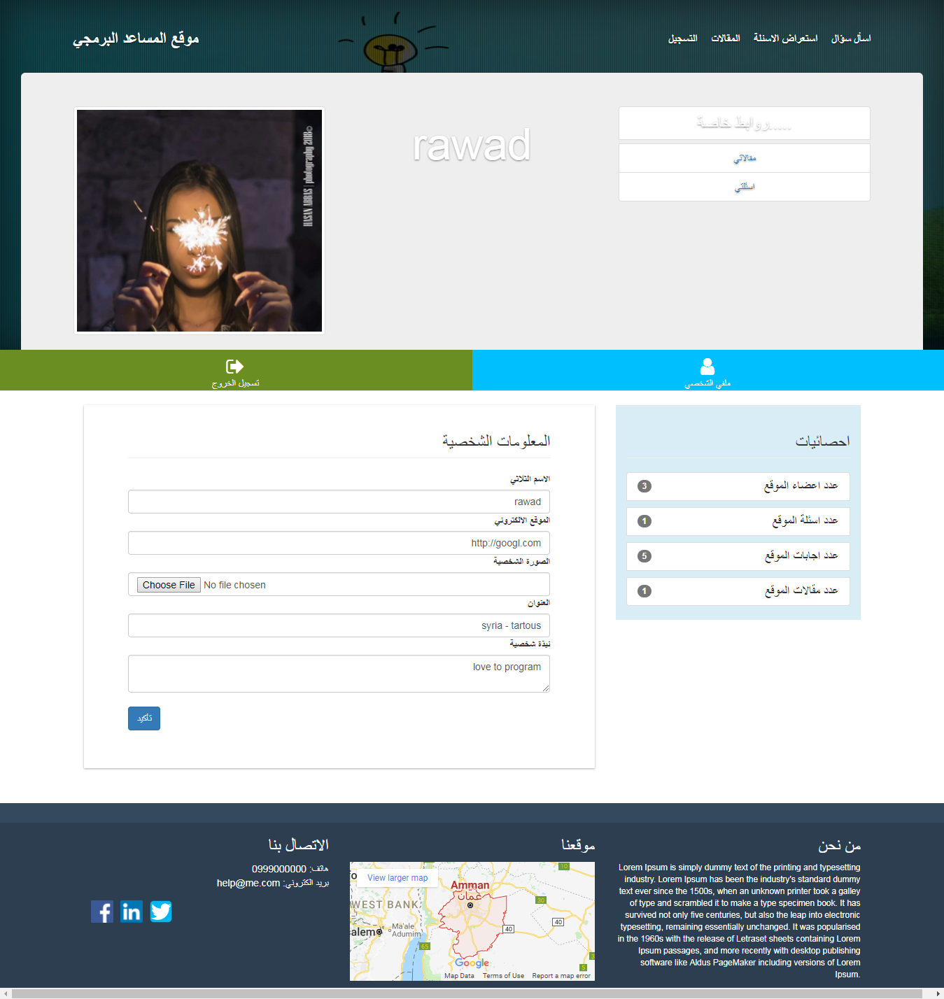 موقع المساعد البرمجي
اسأل سؤال
استعراض الاسئلة
المقالات
التسجيل
روابط خاصة.....
مقالاتي
اسئلتي
rawad
HASAN ABBAS | photography 2018©
ملفي الشخصي
تسجيل الخروج
احصائيات
عدد اعضاء الموقع 3
عدد اسئلة الموقع 1
عدد اجابات الموقع 5
عدد مقالات الموقع 1
المعلومات الشخصية
الاسم الثلاثي
rawad
الموقع الالكتروني
http://googl.com
الصورة الشخصية
Choose File No file chosen
العنوان
syria - tartous
نبذة شخصية
love to program
تأكيد
من نحن
Lorem Ipsum is simply dummy text of the printing and typesetting
industry. Lorem Ipsum has been the industry's standard dummy
text ever since the 1500s, when an unknown printer took a galley
of type and scrambled it to make a type specimen book. It has
survived not only five centuries, but also the leap into electronic
typesetting, remaining essentially unchanged. It was popularised
in the 1960s with the release of Letraset sheets containing Lorem
Ipsum passages, and more recently with desktop publishing
software like Aldus PageMaker including versions of Lorem
Ipsum.
موقعنا
View larger map
Amman
عمّان
WEST BANK
Ma'ale
Adumim
salem
10
30
40
40
65
5
Google
Map Data Terms of Use Report a map error
الاتصال بنا
هاتف: 0999000000
بريد الكتروني: help@me.com